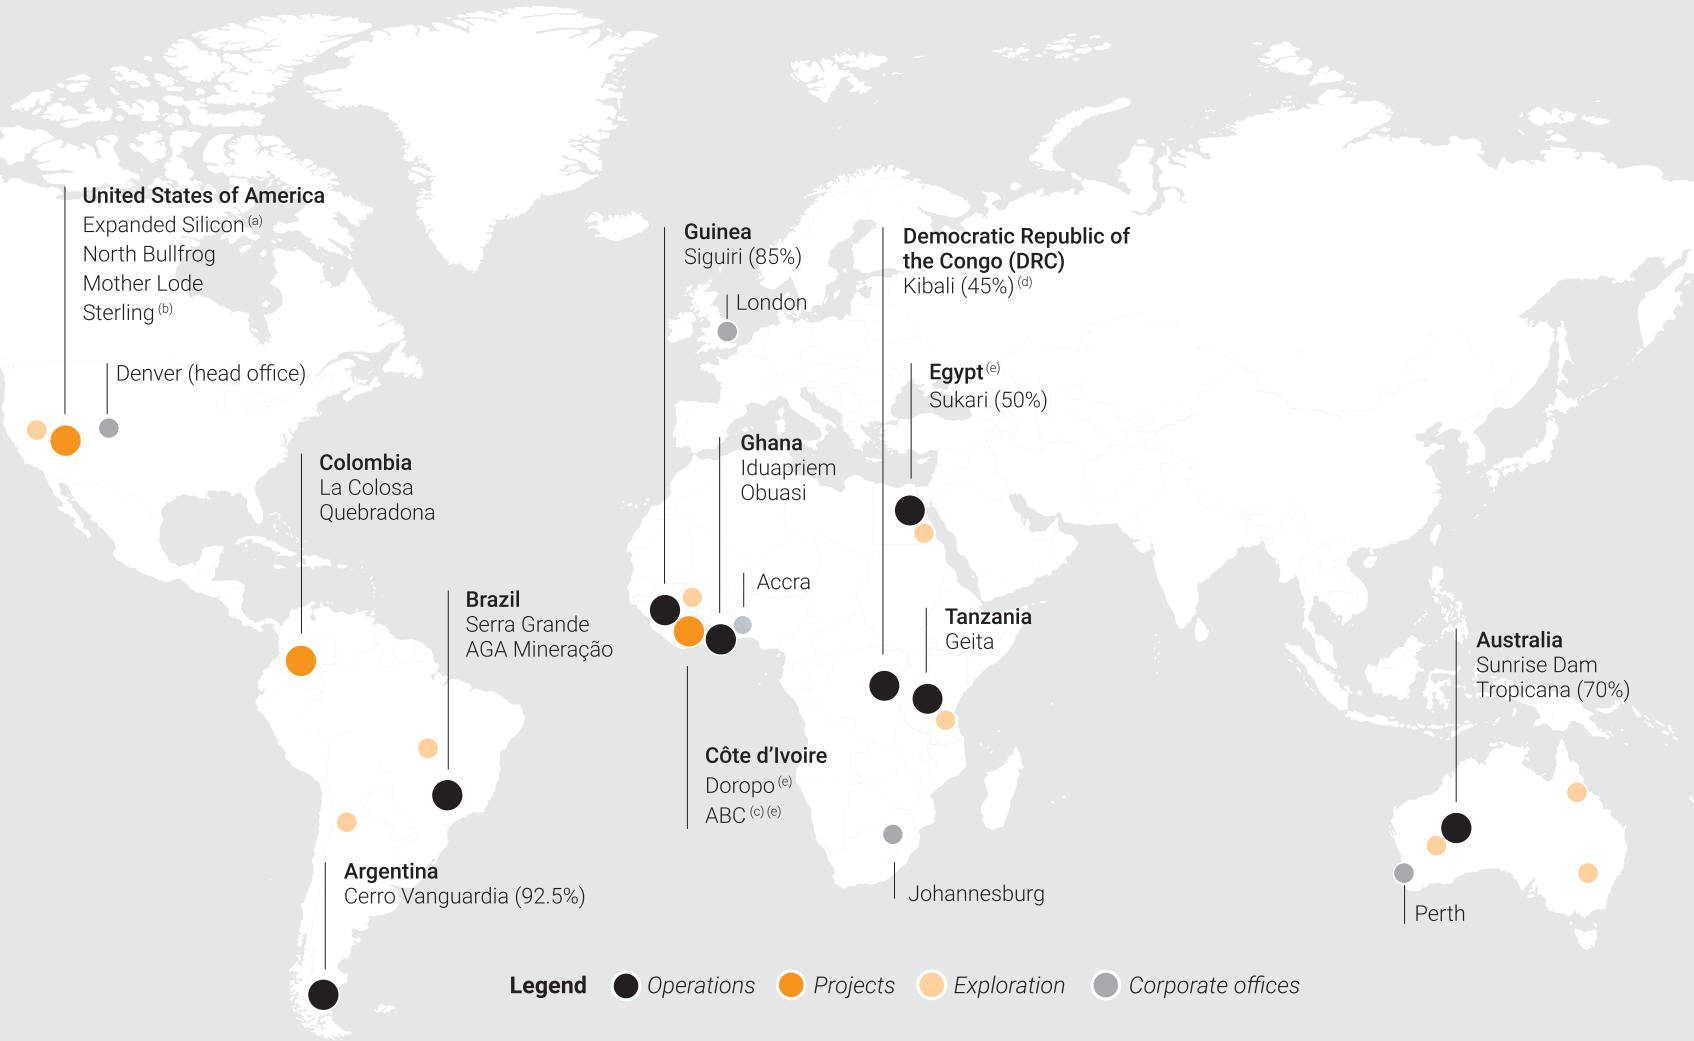 United States of America
Expanded Silicon (a)
North Bullfrog
Mother Lode
Sterling (b)
Denver (head office)
Colombia
La Colosa
Quebradona
Brazil
Serra Grande
AGA Mineração
Argentina
Cerro Vanguardia (92.5%)
Guinea
Siguiri (85%)
London
Ghana
Iduapriem
Obuasi
Accra
Côte d’Ivoire
Doropo (e)
ABC (c) (e)
Democratic Republic of
the Congo (DRC)
Kibali (45%) (d)
Egypt (e)
Sukari (50%)
Tanzania
Geita
Johannesburg
Australia
Sunrise Dam
Tropicana (70%)
Perth
Legend Operations Projects Exploration Corporate offices